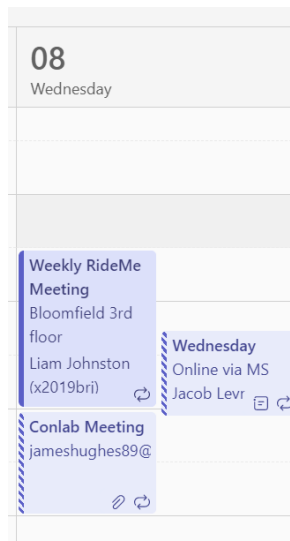 08
Wednesday
Weekly RideMe
Meeting
Bloomfield 3rd
floor
Liam Johnston
(x2019bri)
Wednesday
Online via MS
Jacob Levr
Conlab Meeting
jameshughes89@